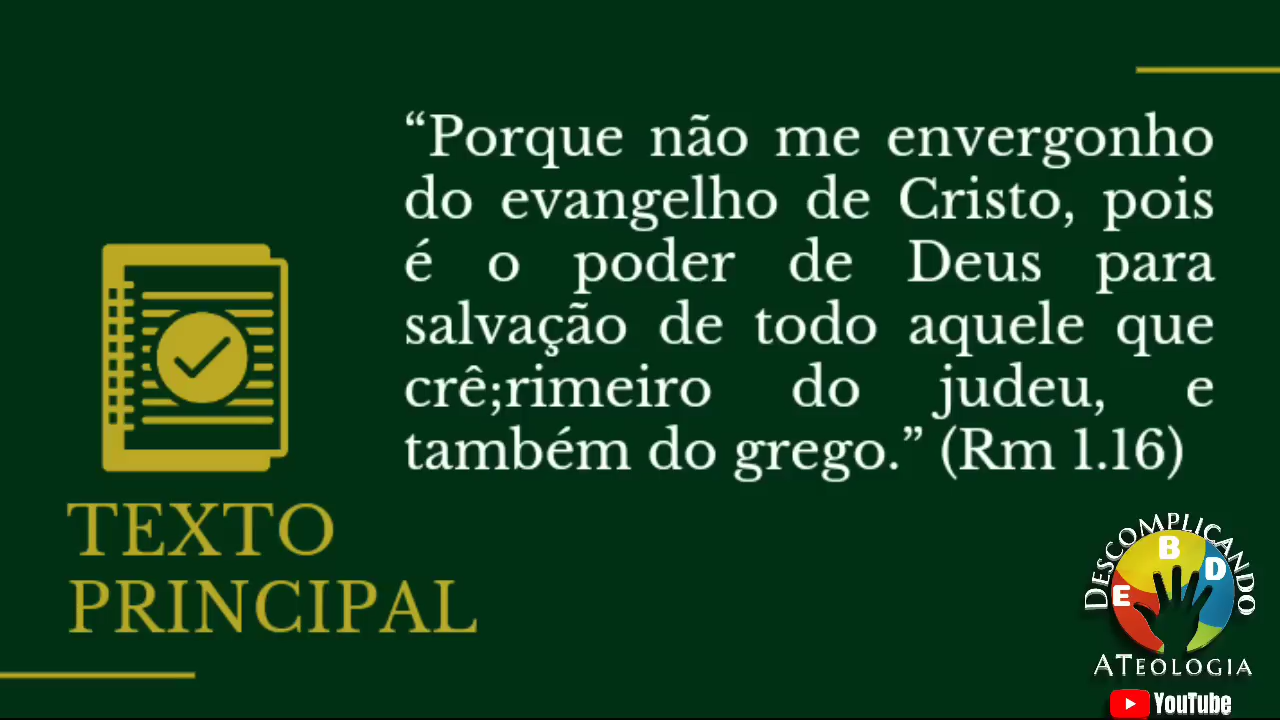 “Porque não me envergonho
do evangelho de Cristo, pois
é o poder de Deus para
salvação de todo aquele que
crê;rimeiro do judeu, e
também do grego.” (Rm 1.16)
TEXTO
PRINCIPAL
DESCOMPLICANDO
E B D
ATEOLOGIA
YouTube